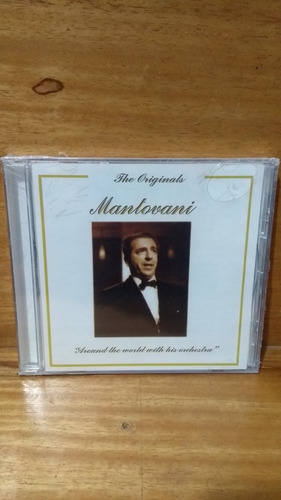 The Originals
Mantovani
"Around the world with his orchestra"